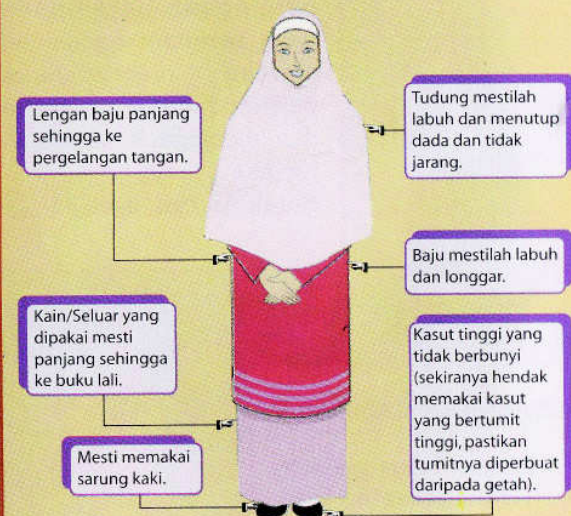 Lengan baju panjang
sehingga ke
pergelangan tangan.
Tudung mestilah
labuh dan menutup
dada dan tidak
jarang.
Baju mestilah labuh
dan longgar.
Kain/Seluar yang
dipakai mesti
panjang sehingga
ke buku lali.
Kasut tinggi yang
tidak berbunyi
(sekiranya hendak
memakai kasut
yang bertumit
tinggi, pastikan
tumitnya diperbuat
daripada getah).
Mesti memakai
sarung kaki.